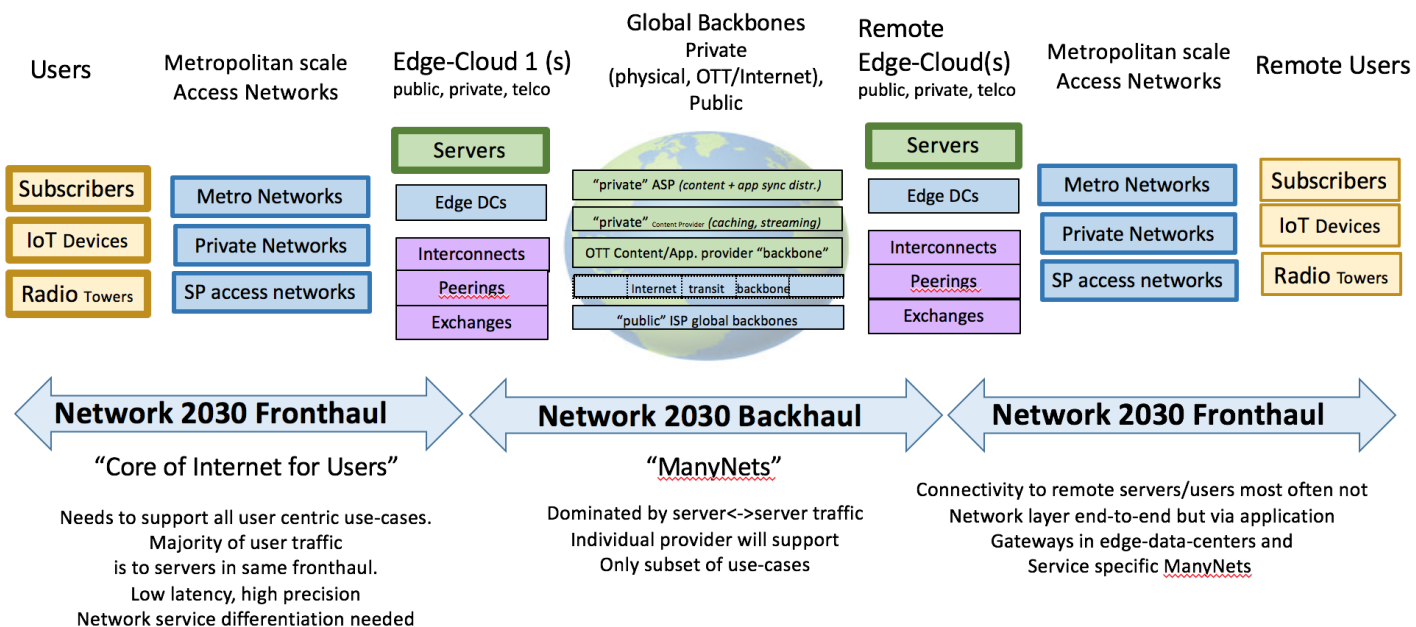 Users
Metropolitan scale
Access Networks
Edge-Cloud 1 (s)
public, private, telco
Global Backbones
Private
(physical, OTT/Internet),
Public
Remote
Edge-Cloud(s)
public, private, telco
Metropolitan scale
Access Networks
Remote Users
Subscribers
IoT Devices
Radio Towers
Metro Networks
Private Networks
SP access networks
Servers
Edge DCs
Interconnects
Peerings
Exchanges
"private" ASP (content + app sync distr.)
"private" Content Provider (caching, streaming)
OTT Content/App. provider "backbone"
Internet transit backbone
"public" ISP global backbones
Servers
Edge DCs
Interconnects
Peerings
Exchanges
Metro Networks
Private Networks
SP access networks
Subscribers
IoT Devices
Radio Towers
Network 2030 Fronthaul
Network 2030 Backhaul
Network 2030 Fronthaul
"Core of Internet for Users"
Needs to support all user centric use-cases.
Majority of user traffic
is to servers in same fronthaul.
Low latency, high precision
Network service differentiation needed
"ManyNets"
Dominated by server<->server traffic
Individual provider will support
Only subset of use-cases
Connectivity to remote servers/users most often not
Network layer end-to-end but via application
Gateways in edge-data-centers and
Service specific ManyNets